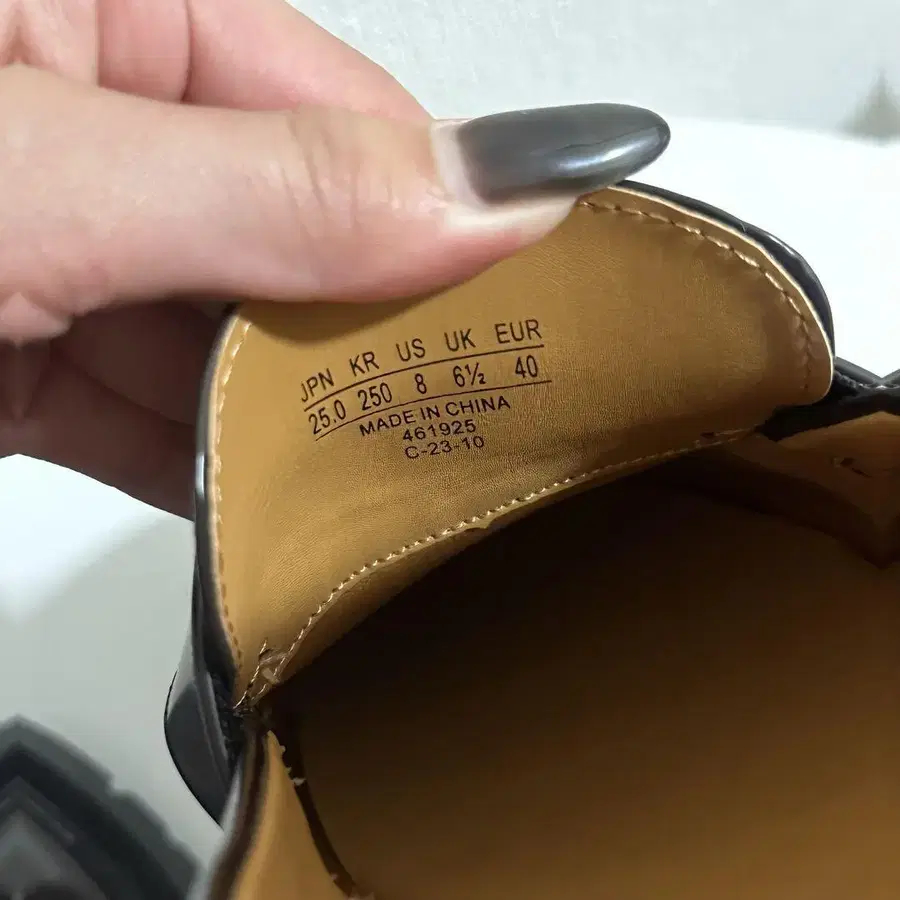 JPN KR US UK EUR
25.0 250 8 6½ 40
MADE IN CHINA
461925
C-23-10